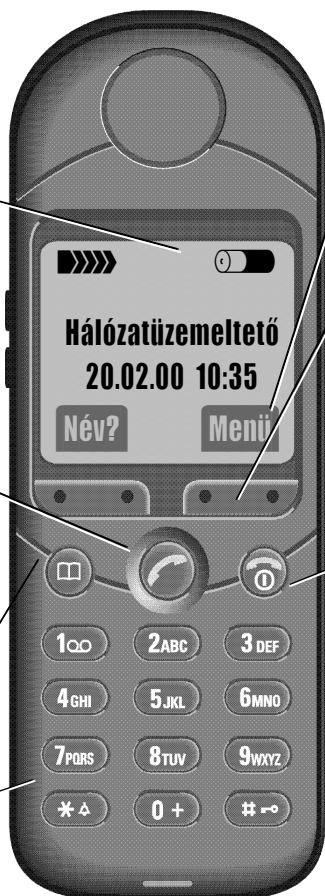 Hálózatüzemeltető
20.02.00 10:35
Név? Menü
1 2ABC 3DEF
4GHI 5JKL 6MNO
7PQRS 8TUV 9WXYZ
* 0 + #